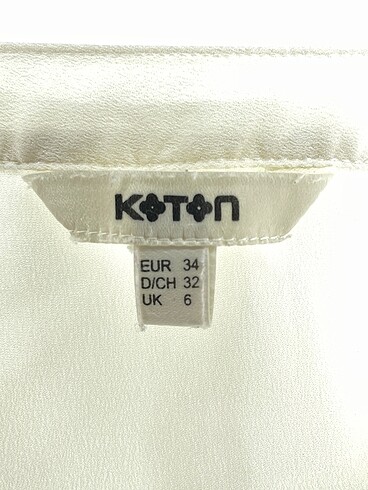 KOTON
EUR 34
D/CH 32
UK 6